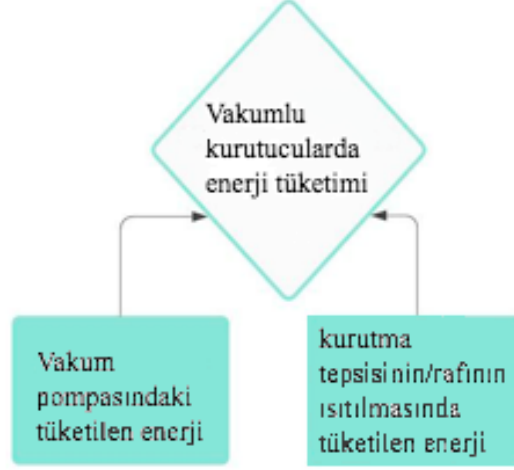 Vakumlu
kurutucularda
enerji tüketimi
Vakum
pompasındaki
tüketilen enerji
kurutma
tepsisinin/rafının
ısıtılmasında
tüketilen enerji